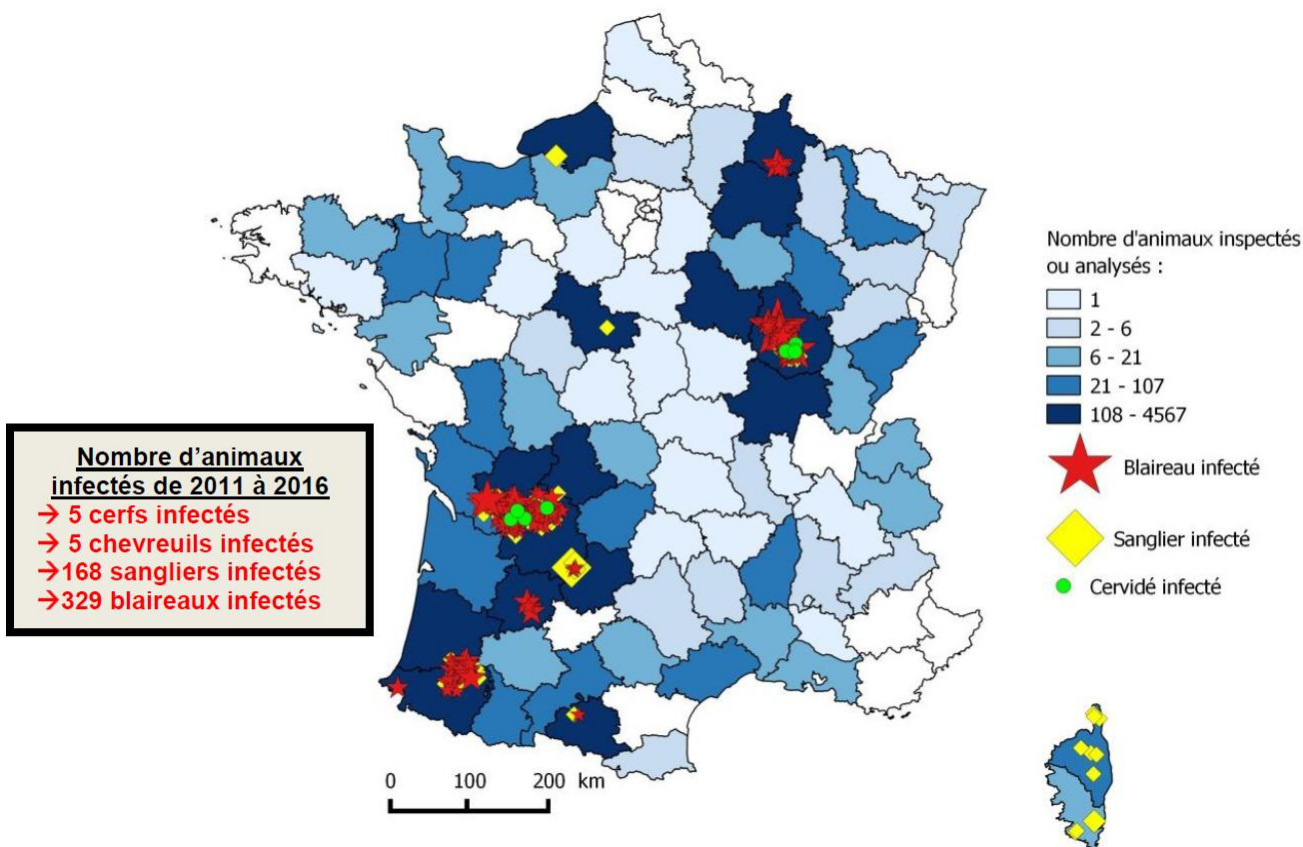 Nombre d'animaux inspectés
ou analysés :
1
2 - 6
6 - 21
21 - 107
108 - 4567
Blaireau infecté
Sanglier infecté
Cervidé infecté
Nombre d’animaux
infectés de 2011 à 2016
→ 5 cerfs infectés
→ 5 chevreuils infectés
→168 sangliers infectés
→329 blaireaux infectés
0 100 200 km